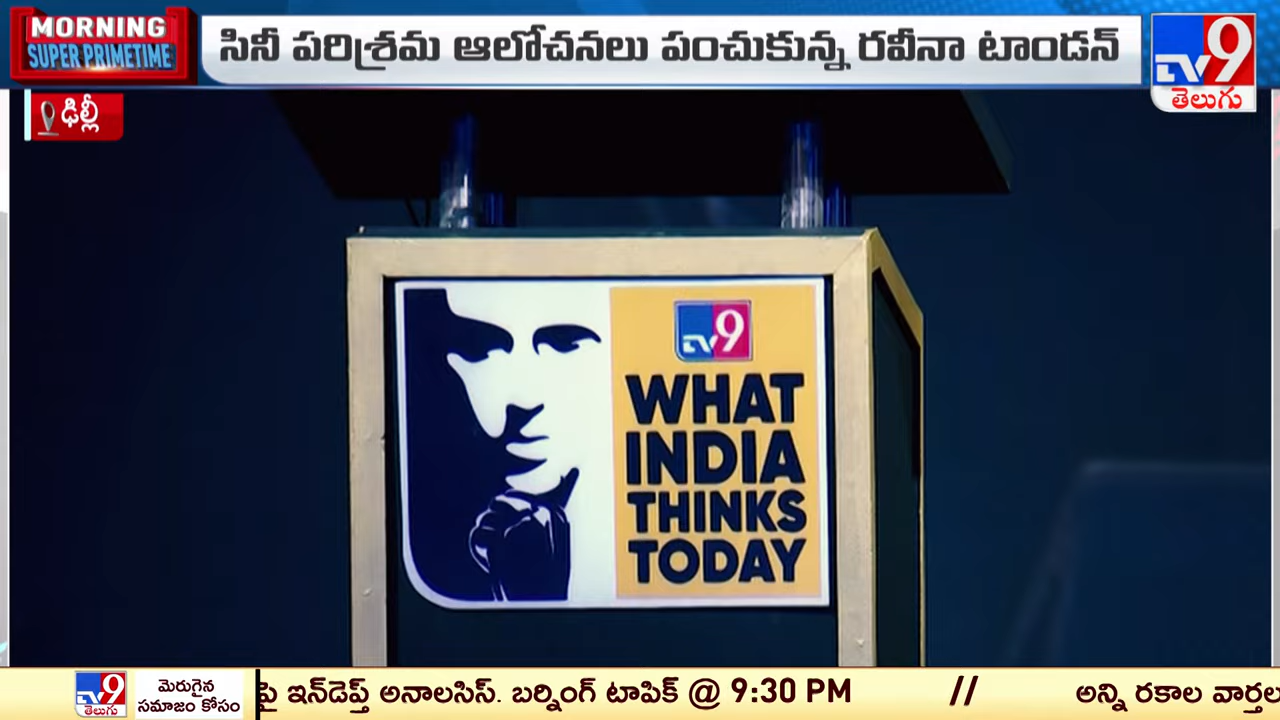 MORNING
SUPER PRIMETIME
సినీ పరిశ్రమ ఆలోచనలు పంచుకున్న రవీనా టాండన్
TV9
తెలుగు
ఢిల్లీ
TV9
WHAT
INDIA
THINKS
TODAY
TV9
తెలుగు
మెరుగైన
సమాజం కోసం
పై ఇన్‌డెప్త్ అనాలసిస్. బర్నింగ్ టాపిక్ @ 9:30 PM // అన్ని రకాల వార్తల